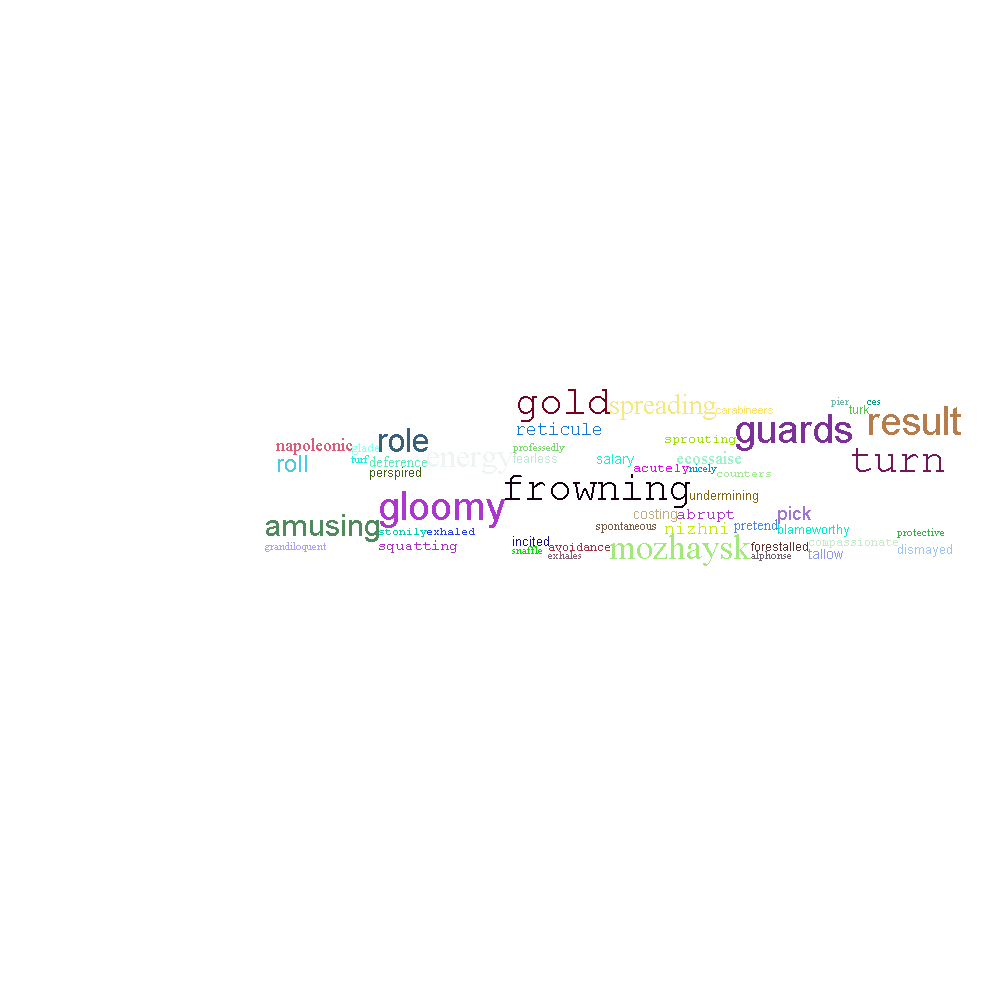 gold spreading carabineers pier turk ces
reticule sprouting guards result
napoleonic glade role professedly
roll turf deference energy fearless salary ecossaise turn
perspired acutely nicely counters
frowning undermining
gloomy costing abrupt pick
amusing stonily exhaled spontaneous nizhni pretend blameworthy protective
grandiloquent squatting incited snaffle avoidance exhales mozhaysk forestalled alphonse compassionate tallow dismayed